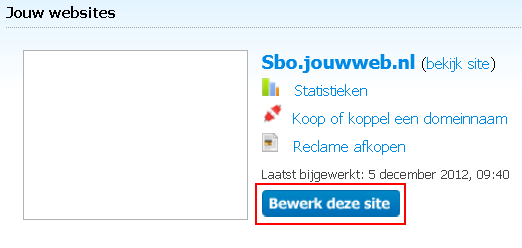 Jouw websites
Sbo.jouwweb.nl (bekijk site)
Statistieken
Koop of koppel een domeinnaam
Reclame afkopen
Laatst bijgewerkt: 5 december 2012, 09:40
Bewerk deze site